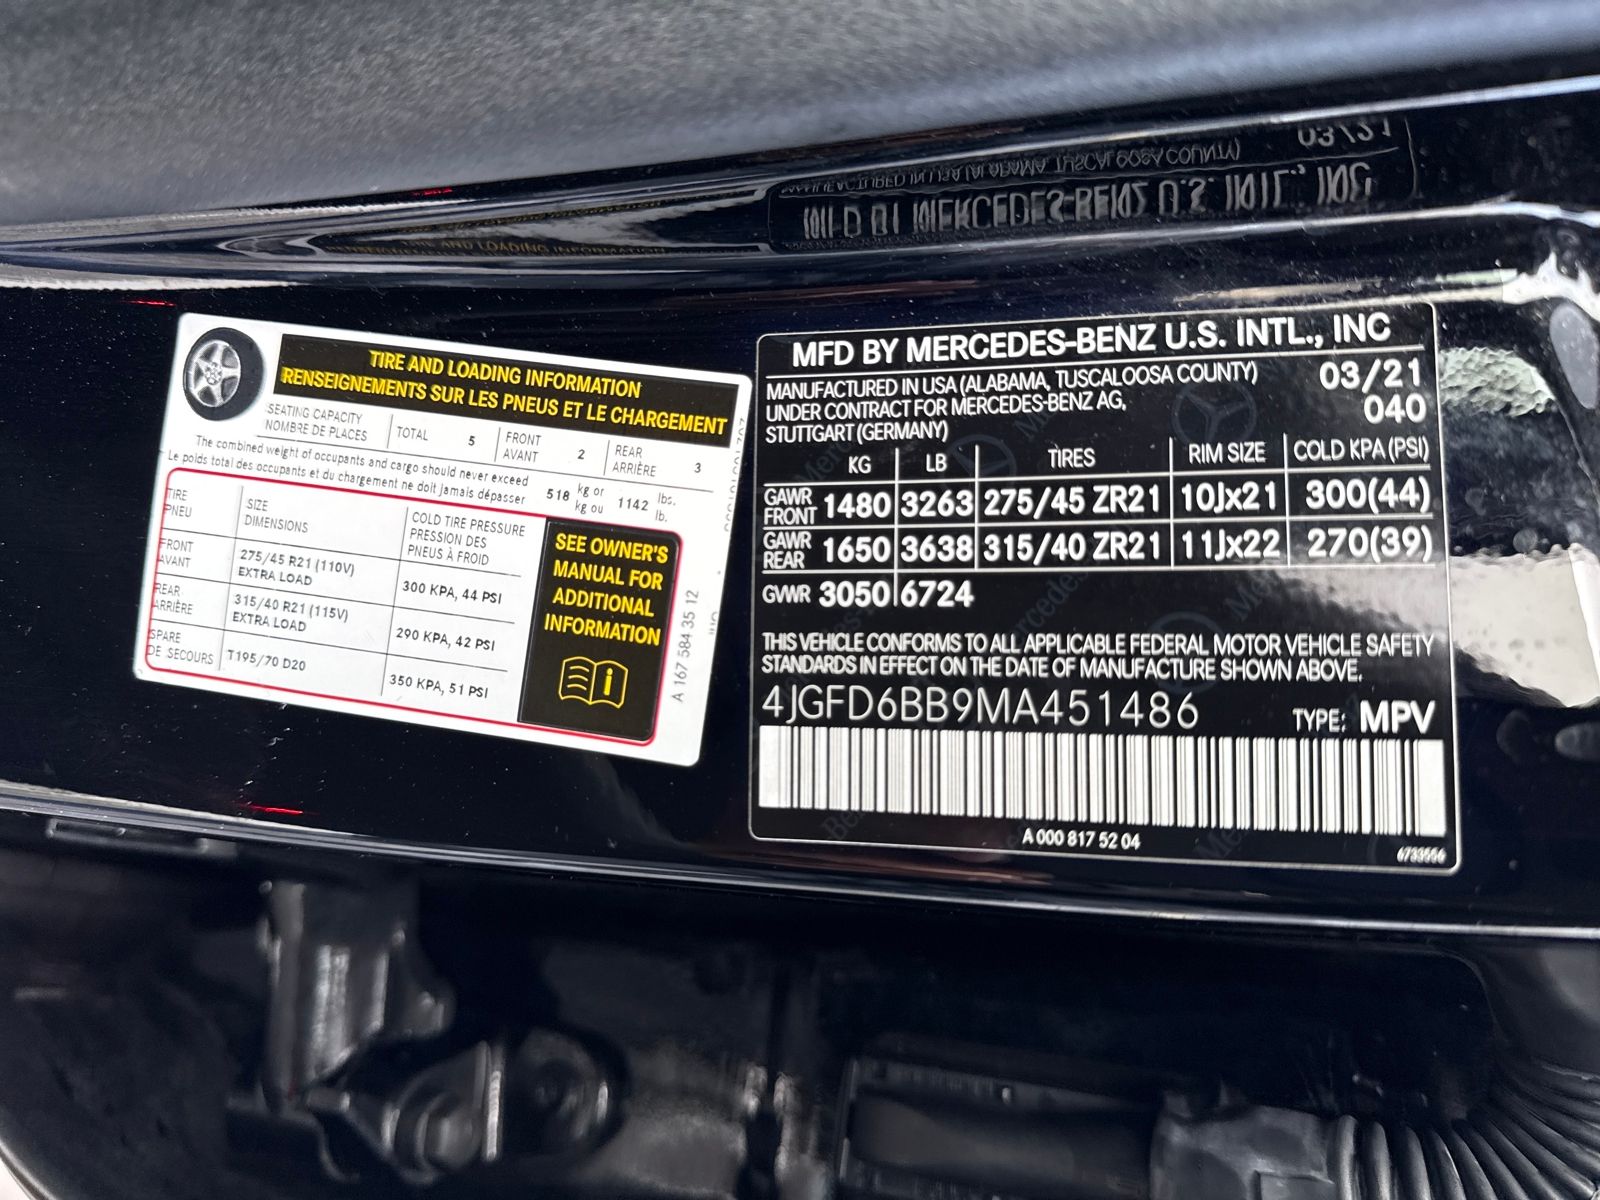 TIRE AND LOADING INFORMATION
RENSEIGNEMENTS SUR LES PNEUS ET LE CHARGEMENT
SEATING CAPACITY
NOMBRE DE PLACES
TOTAL 5
FRONT
AVANT 2
REAR
ARRIÈRE 3
The combined weight of occupants and cargo should never exceed 518 kg or 1142 lbs.
Le poids total des occupants et du chargement ne doit jamais dépasser kg ou lb.
TIRE
PNEU
SIZE
DIMENSIONS
COLD TIRE PRESSURE
PRESSION DES
PNEUS À FROID
FRONT
AVANT
275/45 R21 (110V)
EXTRA LOAD
300 KPA, 44 PSI
REAR
ARRIÈRE
315/40 R21 (115V)
EXTRA LOAD
290 KPA, 42 PSI
SPARE
DE SECOURS
T195/70 D20
350 KPA, 51 PSI
SEE OWNER'S
MANUAL FOR
ADDITIONAL
INFORMATION
A 167 584 35 12
MFD BY MERCEDES-BENZ U.S. INTL., INC
MANUFACTURED IN USA (ALABAMA, TUSCALOOSA COUNTY) 03/21
UNDER CONTRACT FOR MERCEDES-BENZ AG, 040
STUTTGART (GERMANY)
KG LB TIRES RIM SIZE COLD KPA (PSI)
GAWR
FRONT 1480 3263 275/45 ZR21 10Jx21 300(44)
GAWR
REAR 1650 3638 315/40 ZR21 11Jx22 270(39)
GVWR 3050 6724
THIS VEHICLE CONFORMS TO ALL APPLICABLE FEDERAL MOTOR VEHICLE SAFETY
STANDARDS IN EFFECT ON THE DATE OF MANUFACTURE SHOWN ABOVE.
4JGFD6BB9MA451486 TYPE: MPV
A 000 817 52 04
6733556